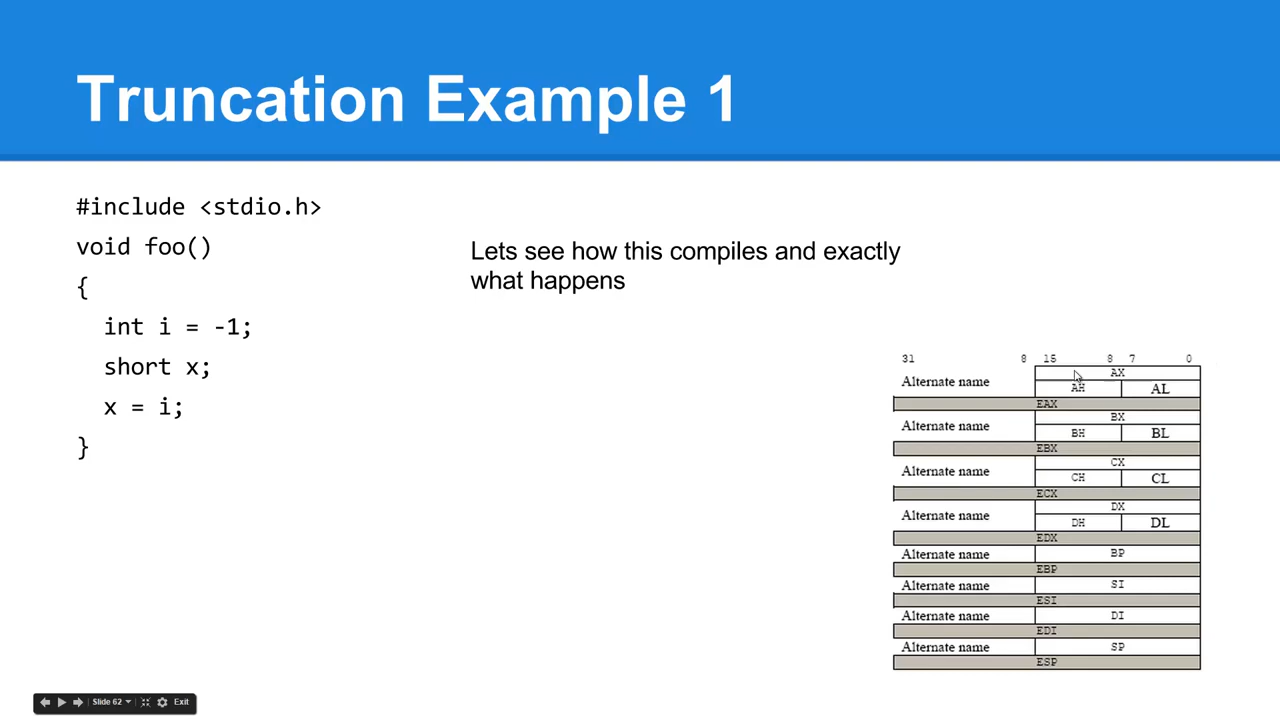 Truncation Example 1
#include <stdio.h>
void foo()
{
int i = -1;
short x;
x = i;
}
Lets see how this compiles and exactly
what happens
31 8 15 8 7 0
Alternate name AX
AH AL
EAX
Alternate name BX
BH BL
EBX
Alternate name CX
CH CL
ECX
Alternate name DX
DH DL
EDX
Alternate name BP
EBP
Alternate name SI
ESI
Alternate name DI
EDI
Alternate name SP
ESP
Slide 62 Exit